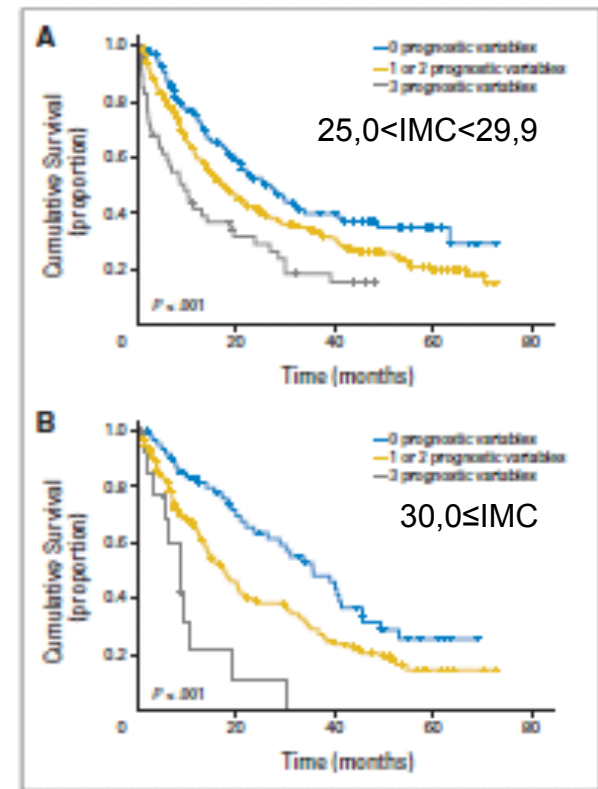 A
1.0
0.8
0.6
0.4
0.2
0
20
40
60
80
Cumulative Survival
(proportion)
Time (months)
0 prognostic variables
1 or 2 prognostic variables
3 prognostic variables
25,0<IMC<29,9
P ≤ .001
B
1.0
0.8
0.6
0.4
0.2
0
20
40
60
80
Cumulative Survival
(proportion)
Time (months)
0 prognostic variables
1 or 2 prognostic variables
3 prognostic variables
30,0≤IMC
P ≤ .001